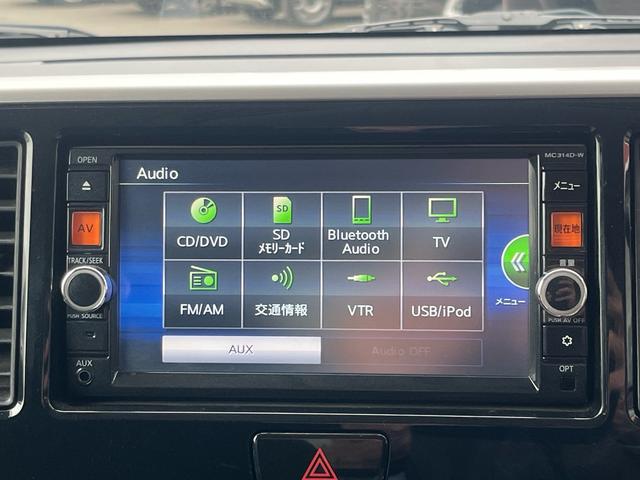 OPEN
MC314D-W
Audio
メニュー
AV
現在地
CD/DVD
SD
メモリーカード
Bluetooth
Audio
TV
TRACK/SEEK
音量
メニュー
FM/AM
交通情報
VTR
USB/iPod
PUSH SOURCE
PUSH AV OFF
AUX
Audio OFF
AUX
OPT